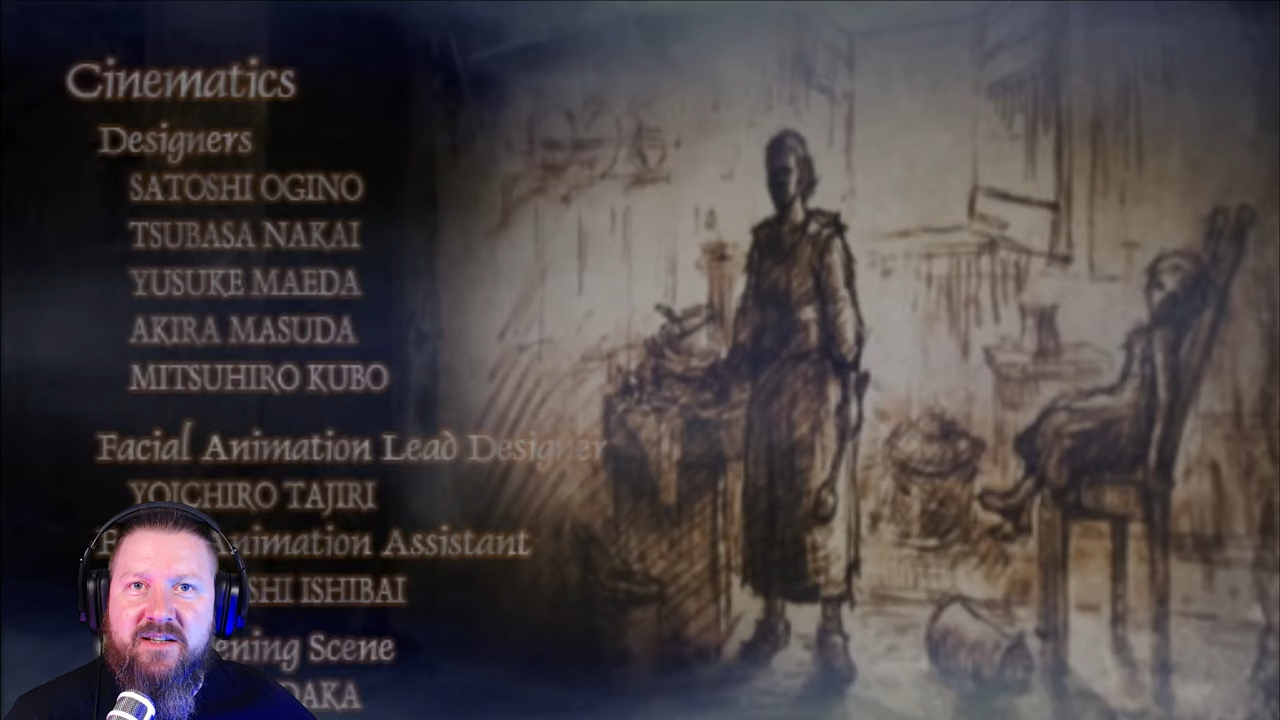 Cinematics
Designers
SATOSHI OGINO
TSUBASA NAKAI
YUSUKE MAEDA
AKIRA MASUDA
MITSUHIRO KUBO
Facial Animation Lead Designer
YOICHIRO TAJIRI
Animation Assistant
ISHIBAI
Scene